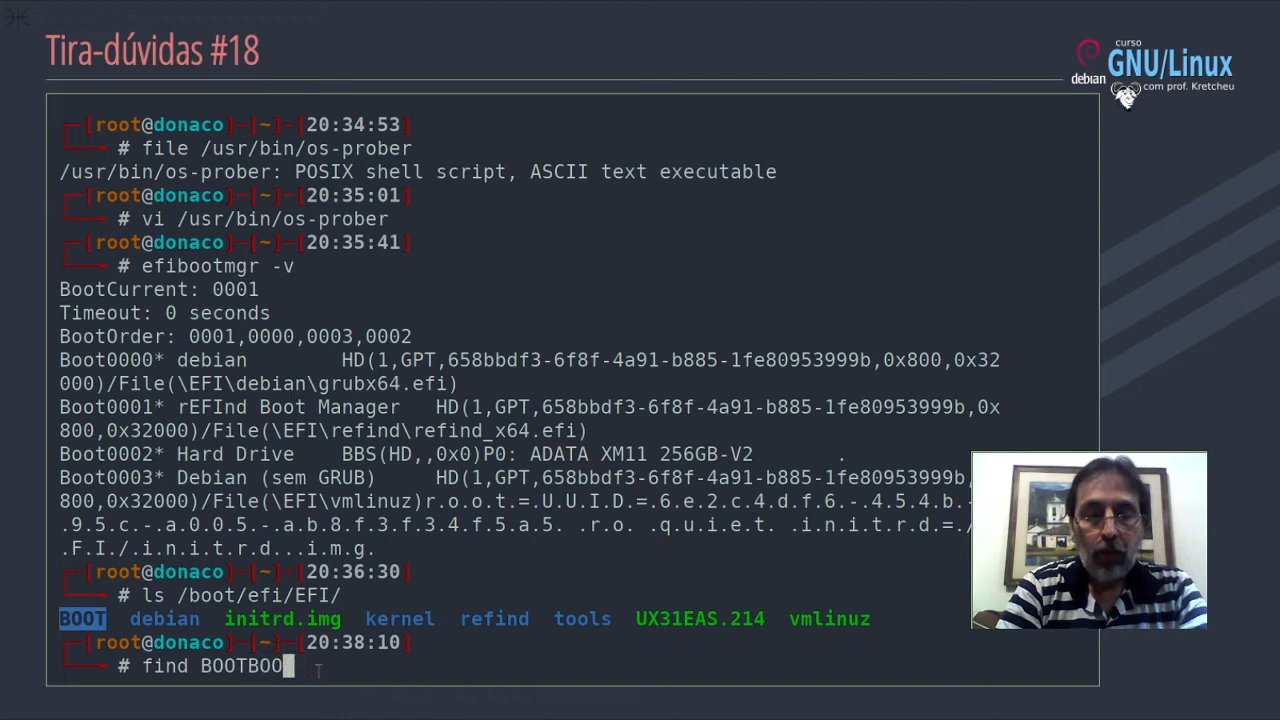 Tira-dúvidas #18
curso
GNU/Linux
debian
com prof. Kretcheu
[root@donaco]-[~]-[20:34:53]
# file /usr/bin/os-prober
/usr/bin/os-prober: POSIX shell script, ASCII text executable
[root@donaco]-[~]-[20:35:01]
# vi /usr/bin/os-prober
[root@donaco]-[~]-[20:35:41]
# efibootmgr -v
BootCurrent: 0001
Timeout: 0 seconds
BootOrder: 0001,0000,0003,0002
Boot0000* debian        HD(1,GPT,658bbdf3-6f8f-4a91-b885-1fe80953999b,0x800,0x32
000)/File(\EFI\debian\grubx64.efi)
Boot0001* rEFInd Boot Manager   HD(1,GPT,658bbdf3-6f8f-4a91-b885-1fe80953999b,0x
800,0x32000)/File(\EFI\refind\refind_x64.efi)
Boot0002* Hard Drive    BBS(HD,,0x0)P0: ADATA XM11 256GB-V2       .
Boot0003* Debian (sem GRUB)     HD(1,GPT,658bbdf3-6f8f-4a91-b885-1fe80953999b,
800,0x32000)/File(\EFI\vmlinuz)r.o.o.t.=.U.U.I.D.=.6.e.2.c.4.d.f.6.-.4.5.4.b.-
.9.5.c.-.a.0.0.5.-.a.b.8.f.3.f.3.4.f.5.a.5. .r.o. .q.u.i.e.t. .i.n.i.t.r.d.=./
.F.I./.i.n.i.t.r.d...i.m.g.
[root@donaco]-[~]-[20:36:30]
# ls /boot/efi/EFI/
BOOT  debian  initrd.img  kernel  refind  tools  UX31EAS.214  vmlinuz
[root@donaco]-[~]-[20:38:10]
# find BOOTBOO